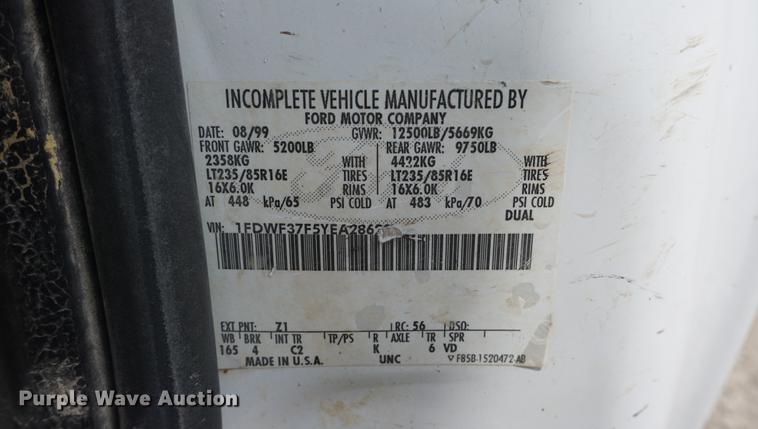 INCOMPLETE VEHICLE MANUFACTURED BY
FORD MOTOR COMPANY
DATE: 08/99 GVWR: 12500LB/5669KG
FRONT GAWR: 5200LB REAR GAWR: 9750LB
2358KG WITH 4422KG WITH
LT235/85R16E TIRES LT235/85R16E TIRES
16X6.0K RIMS 16X6.0K RIMS
AT 448 kPa/65 PSI COLD AT 483 kPa/70 PSI COLD
DUAL
VIN: 1FDWF37F5YEA286
EXT PNT: Z1 RC: 56 DSO:
WB BRK INT TR TP/PS R AXLE TR SPR
165 4 C2 K 6 VD
MADE IN U.S.A. UNC F85B-1520472-AB
Purple Wave Auction